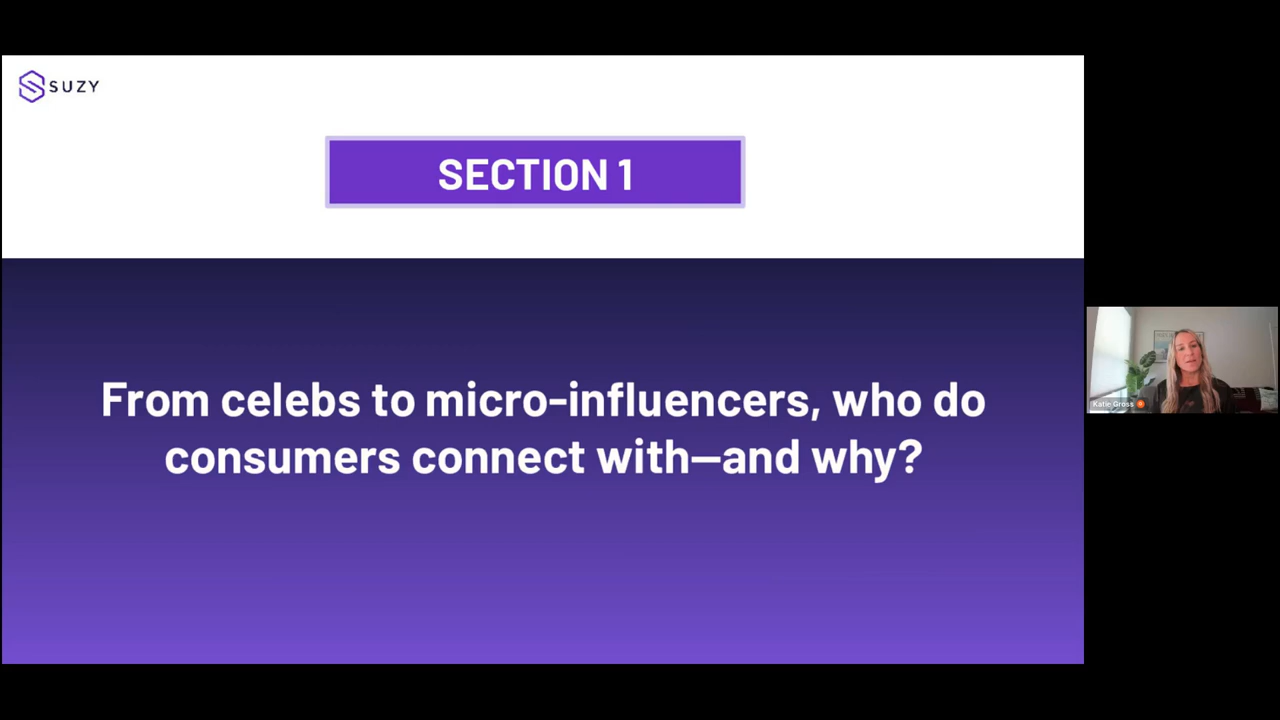 SUZY
SECTION 1
From celebs to micro-influencers, who do
consumers connect with—and why?
Katie Gross